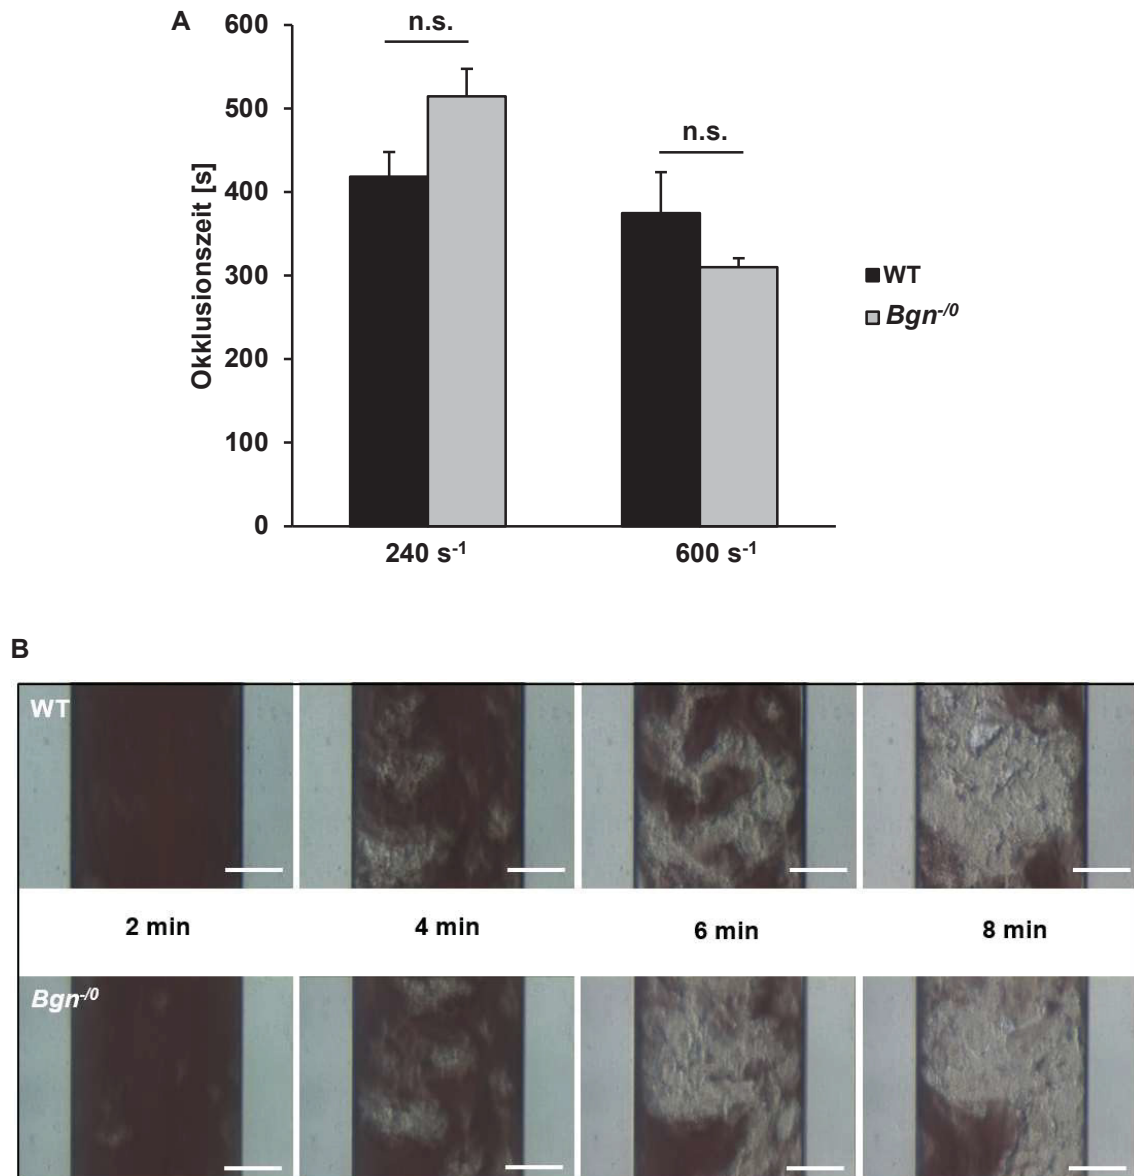 A
600
500
400
300
200
100
0
Okklusionszeit [s]
n.s.
n.s.
240 s⁻¹
600 s⁻¹
WT
Bgn⁻/⁰
B
WT
2 min
4 min
6 min
8 min
Bgn⁻/⁰